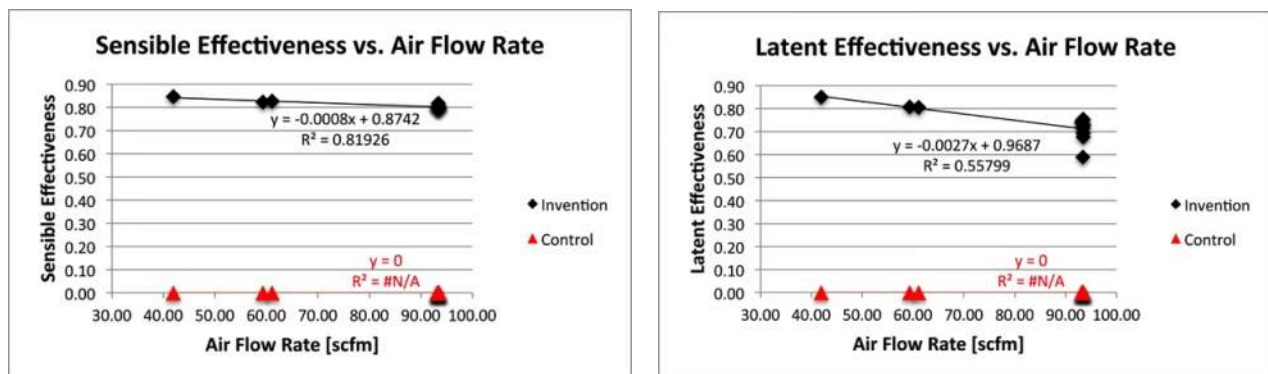 Sensible Effectiveness vs. Air Flow Rate
Sensible Effectiveness
0.90
0.80
0.70
0.60
0.50
0.40
0.30
0.20
0.10
0.00
y = -0.0008x + 0.8742
R² = 0.81926
y = 0
R² = #N/A
Invention
Control
30.00 40.00 50.00 60.00 70.00 80.00 90.00 100.00
Air Flow Rate [scfm]
Latent Effectiveness vs. Air Flow Rate
Latent Effectiveness
0.90
0.80
0.70
0.60
0.50
0.40
0.30
0.20
0.10
0.00
y = -0.0027x + 0.9687
R² = 0.55799
y = 0
R² = #N/A
Invention
Control
30.00 40.00 50.00 60.00 70.00 80.00 90.00 100.00
Air Flow Rate [scfm]